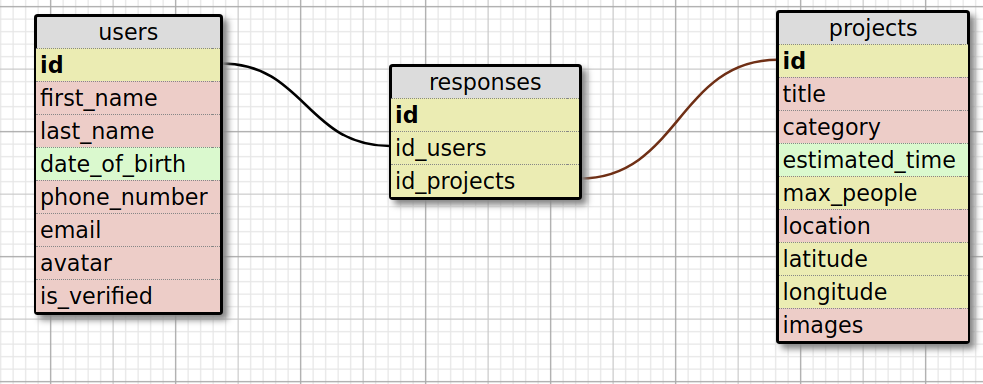 users
id
first_name
last_name
date_of_birth
phone_number
email
avatar
is_verified
responses
id
id_users
id_projects
projects
id
title
category
estimated_time
max_people
location
latitude
longitude
images